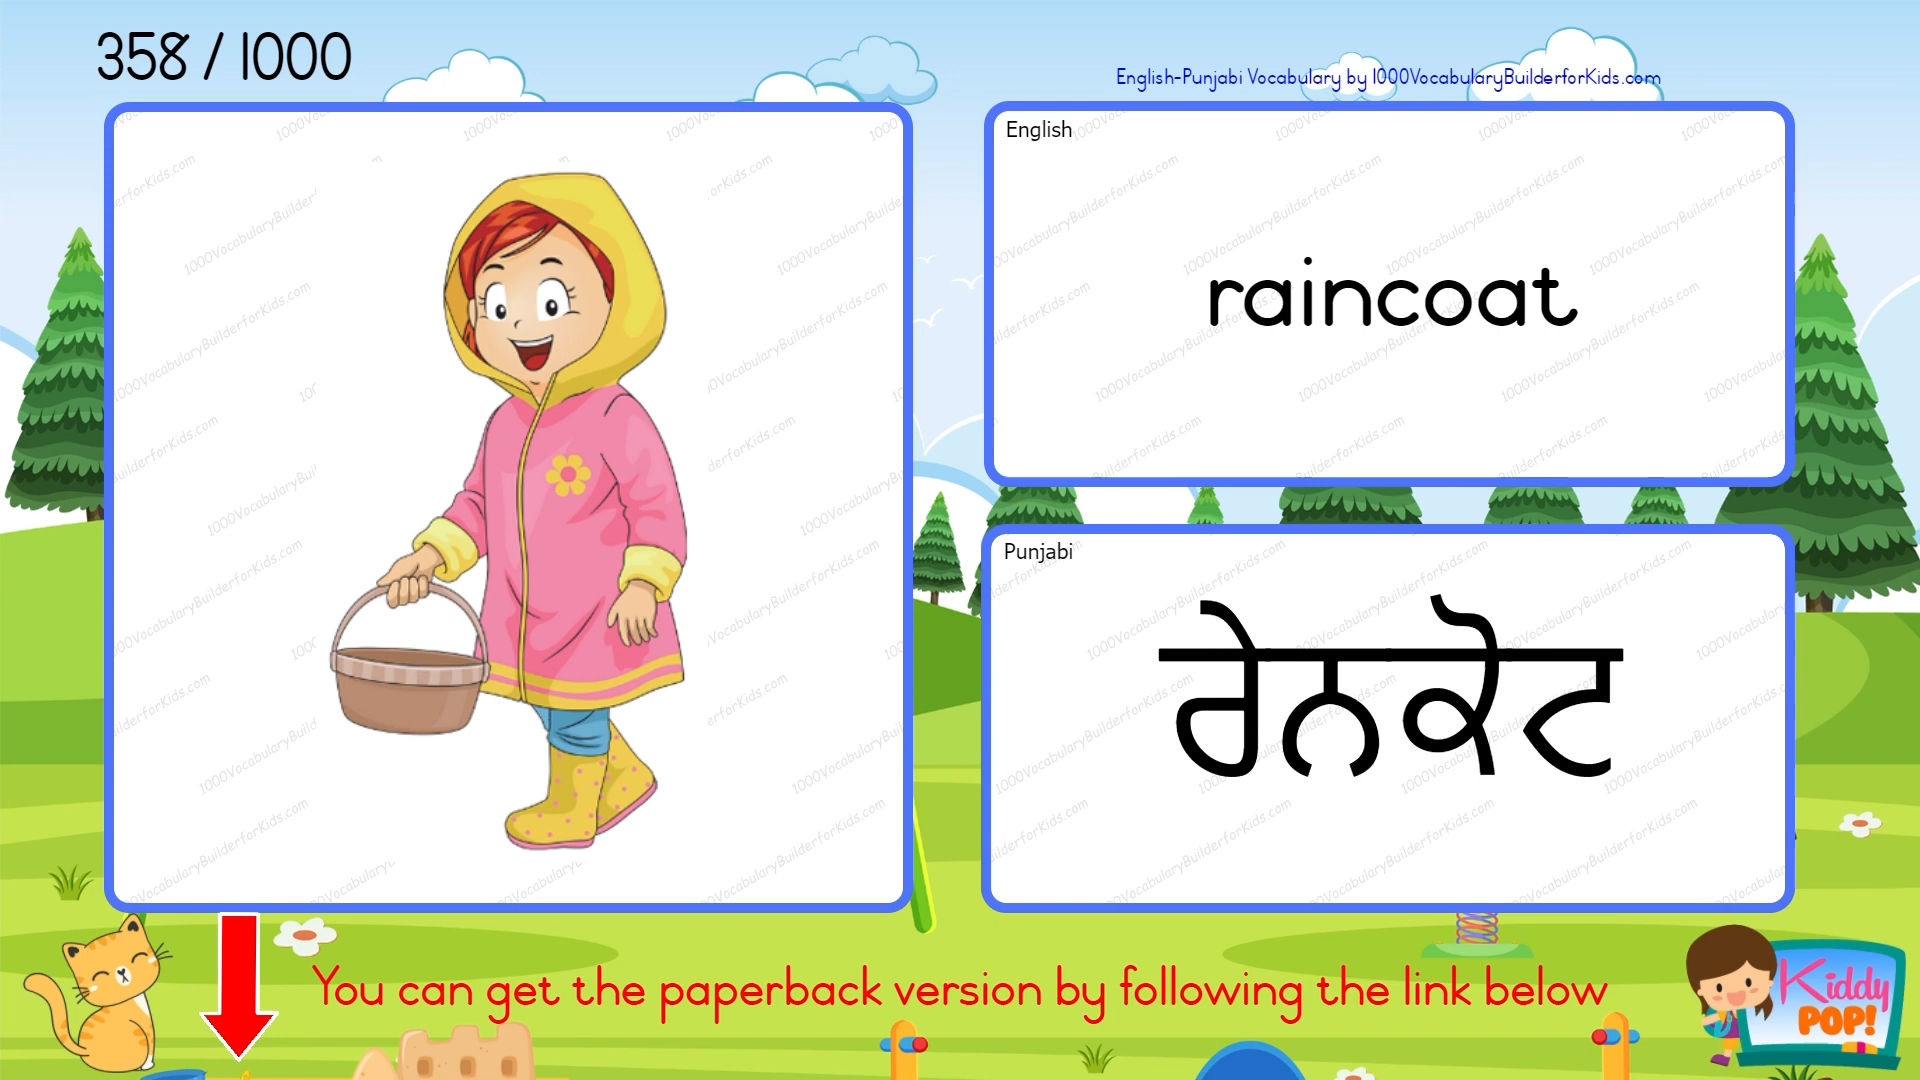 358 / 1000
English-Punjabi Vocabulary by 1000VocabularyBuilderforKids.com
English
raincoat
Punjabi
ਰੇਨਕੋਟ
You can get the paperback version by following the link below
Kiddy
POP!